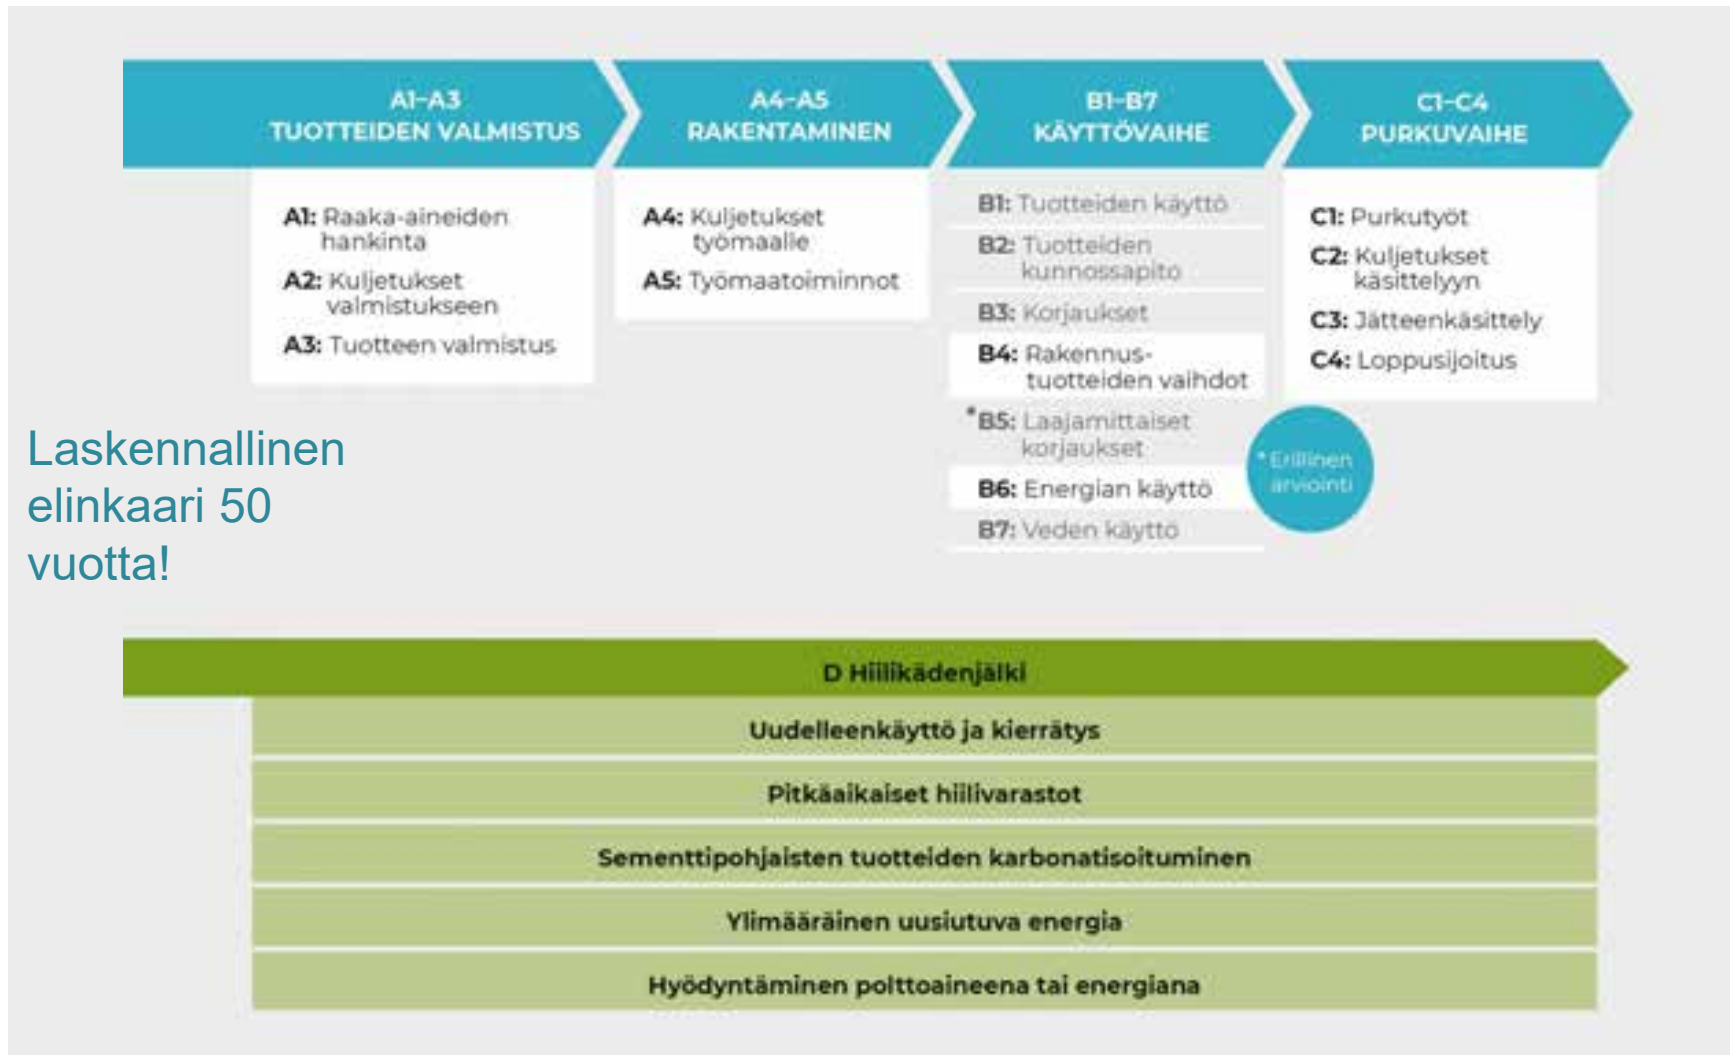 A1-A3
TUOTTEIDEN VALMISTUS
A1: Raaka-aineiden
hankinta
A2: Kuljetukset
valmistukseen
A3: Tuotteen valmistus
A4-A5
RAKENTAMINEN
A4: Kuljetukset
työmaalle
A5: Työmaatoiminnot
B1-B7
KÄYTTÖVAIHE
B1: Tuotteiden käyttö
B2: Tuotteiden
kunnossapito
B3: Korjaukset
B4: Rakennus-
tuotteiden vaihdot
*B5: Laajamittaiset
korjaukset
B6: Energian käyttö
B7: Veden käyttö
C1-C4
PURKUVAIHE
C1: Purkutyöt
C2: Kuljetukset
käsittelyyn
C3: Jätteenkäsittely
C4: Loppusijoitus
* Erillinen
arviointi
Laskennallinen
elinkaari 50
vuotta!
D Hiilikädenjälki
Uudelleenkäyttö ja kierrätys
Pitkäaikaiset hiilivarastot
Sementtipohjaisten tuotteiden karbonatisoituminen
Ylimääräinen uusiutuva energia
Hyödyntäminen polttoaineena tai energiana